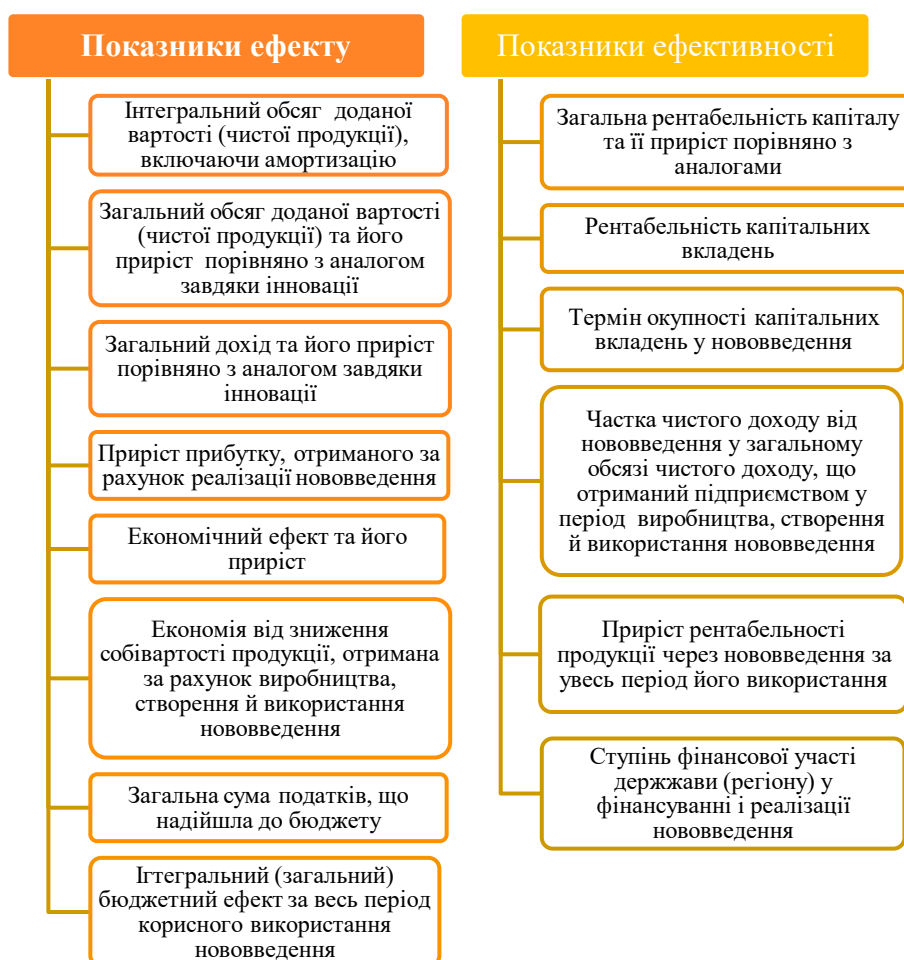 Показники ефекту
Інтегральний обсяг доданої
вартості (чистої продукції),
включаючи амортизацію
Загальний обсяг доданої вартості
(чистої продукції) та його
приріст порівняно з аналогом
завдяки інновації
Загальний дохід та його приріст
порівняно з аналогом завдяки
інновації
Приріст прибутку, отриманого за
рахунок реалізації нововведення
Економічний ефект та його
приріст
Економія від зниження
собівартості продукції, отримана
за рахунок виробництва,
створення й використання
нововведення
Загальна сума податків, що
надійшла до бюджету
Ігтегральний (загальний)
бюджетний ефект за весь період
корисного використання
нововведення
Показники ефективності
Загальна рентабельність капіталу
та її приріст порівняно з
аналогами
Рентабельність капітальних
вкладень
Термін окупності капітальних
вкладень у нововведення
Частка чистого доходу від
нововведення у загальному
обсязі чистого доходу, що
отриманий підприємством у
період виробництва, створення
й використання нововведення
Приріст рентабельності
продукції через нововведення за
увесь період його використання
Ступінь фінансової участі
держжави (регіону) у
фінансуванні і реалізації
нововведення